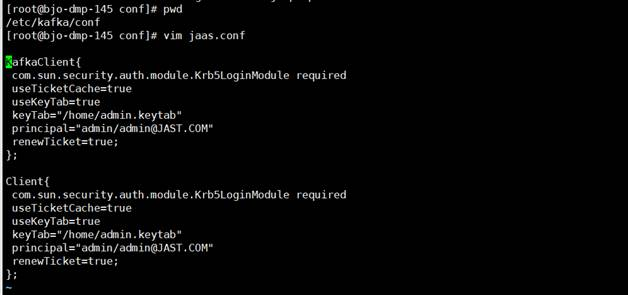 [root@bjo-dmp-145 conf]# pwd
/etc/kafka/conf
[root@bjo-dmp-145 conf]# vim jaas.conf
KafkaClient{
com.sun.security.auth.module.Krb5LoginModule required
useTicketCache=true
useKeyTab=true
keyTab="/home/admin.keytab"
principal="admin/admin@JAST.COM"
renewTicket=true;
};
Client{
com.sun.security.auth.module.Krb5LoginModule required
useTicketCache=true
useKeyTab=true
keyTab="/home/admin.keytab"
principal="admin/admin@JAST.COM"
renewTicket=true;
};
~